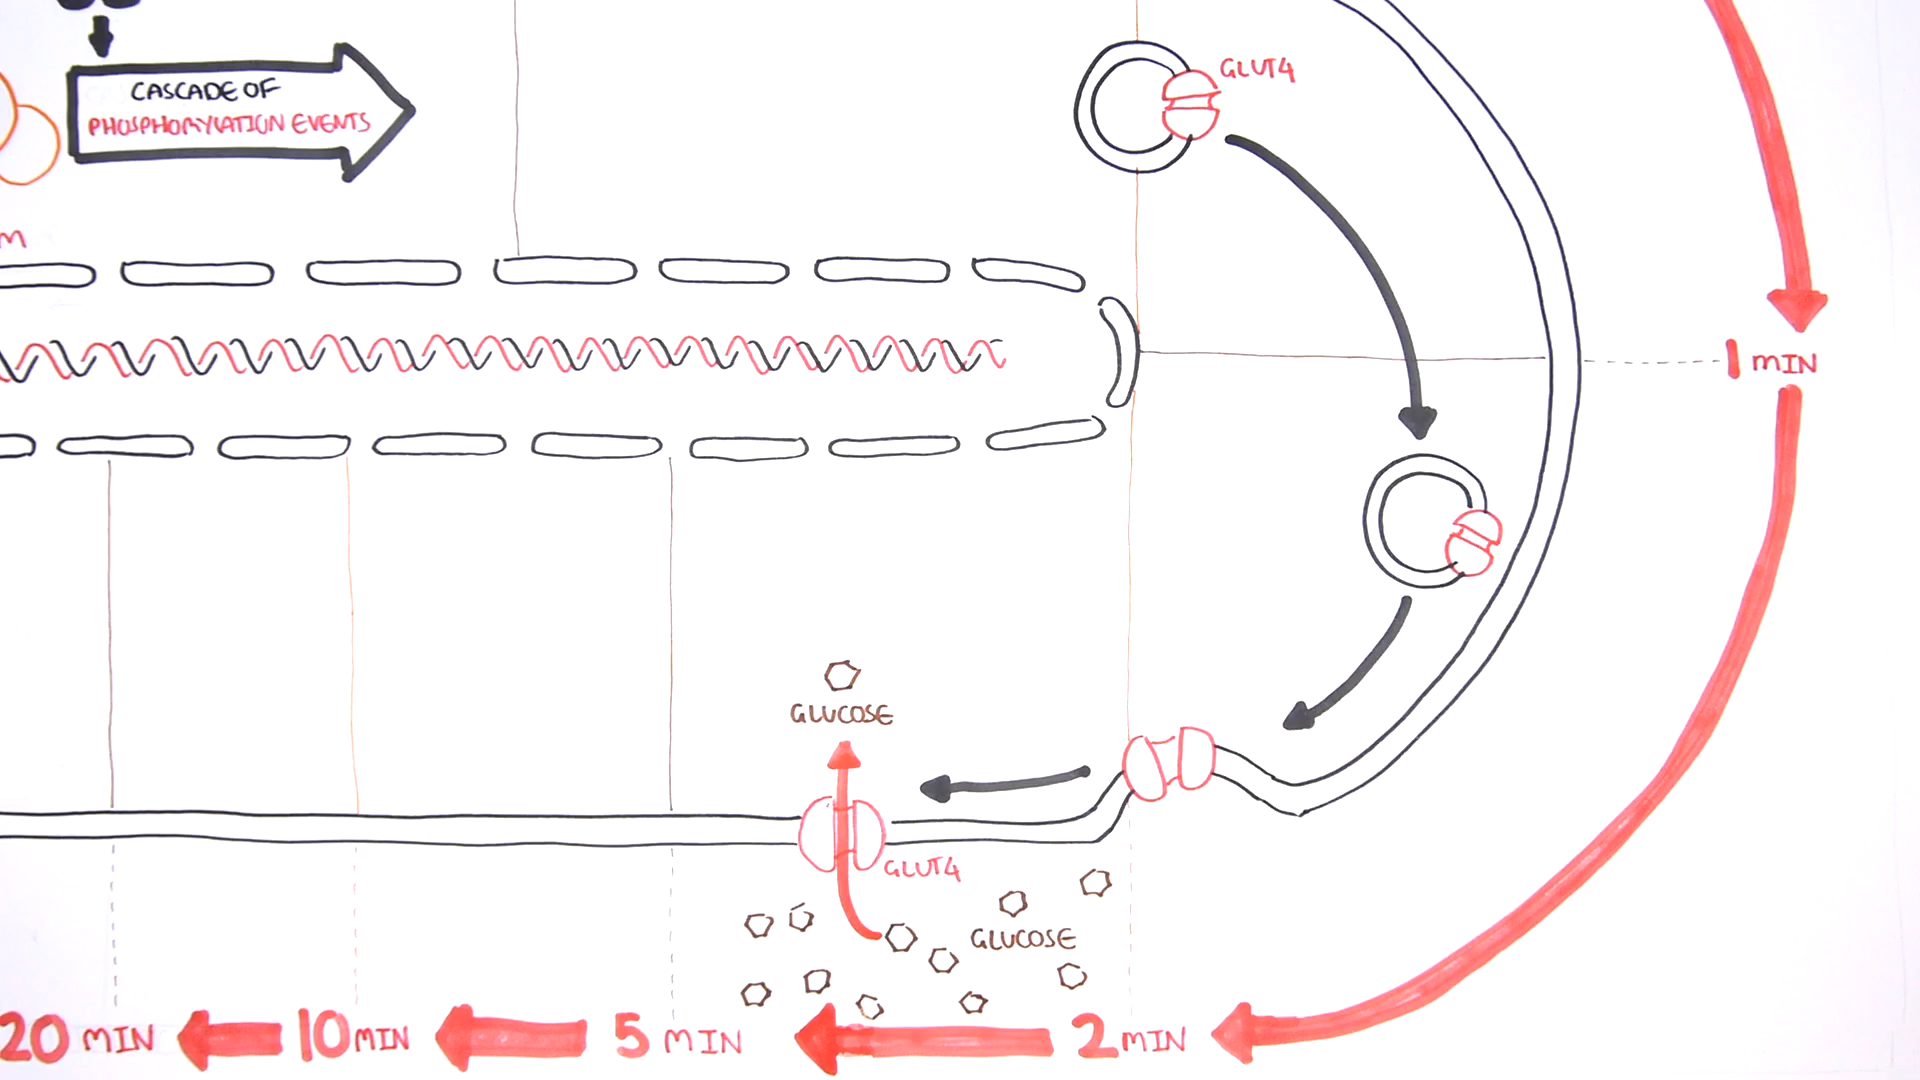 CASCADE OF
PHOSPHORYLATION EVENTS
GLUT4
M
1 MIN
GLUCOSE
GLUT4
GLUCOSE
20 MIN
10 MIN
5 MIN
2 MIN